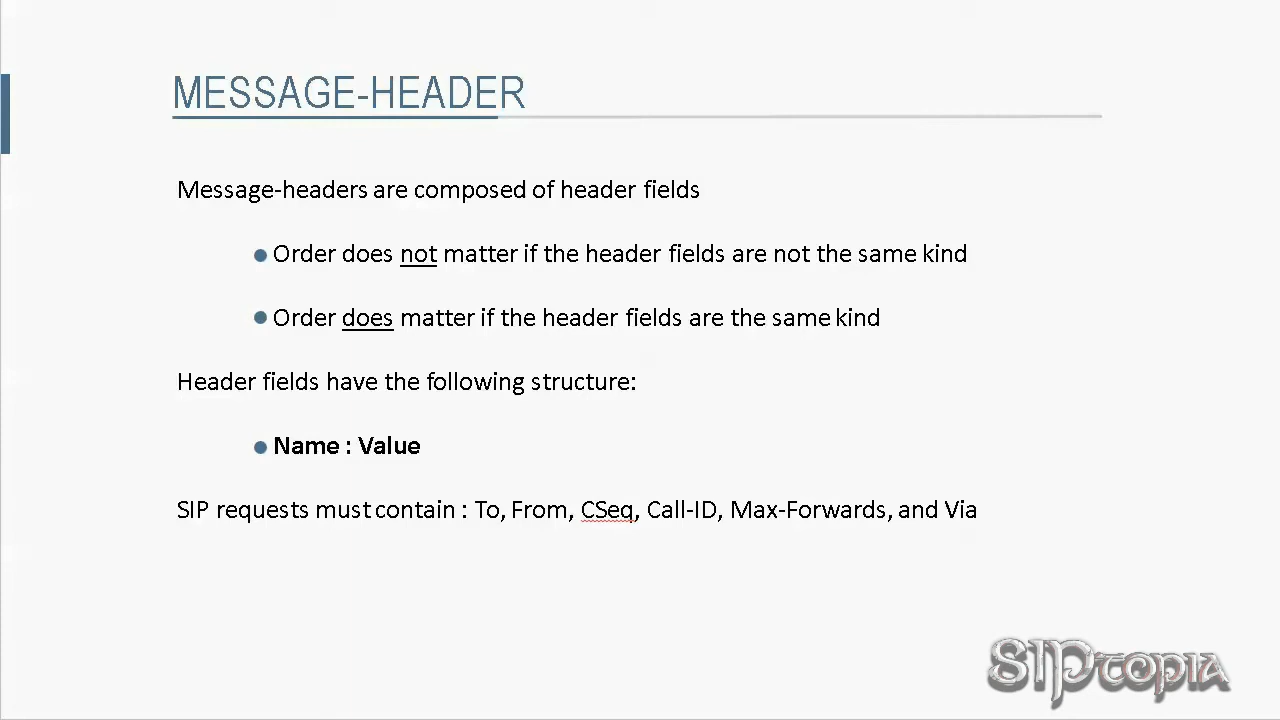 MESSAGE-HEADER
Message-headers are composed of header fields
Order does not matter if the header fields are not the same kind
Order does matter if the header fields are the same kind
Header fields have the following structure:
Name : Value
SIP requests must contain : To, From, CSeq, Call-ID, Max-Forwards, and Via
SIPtopia